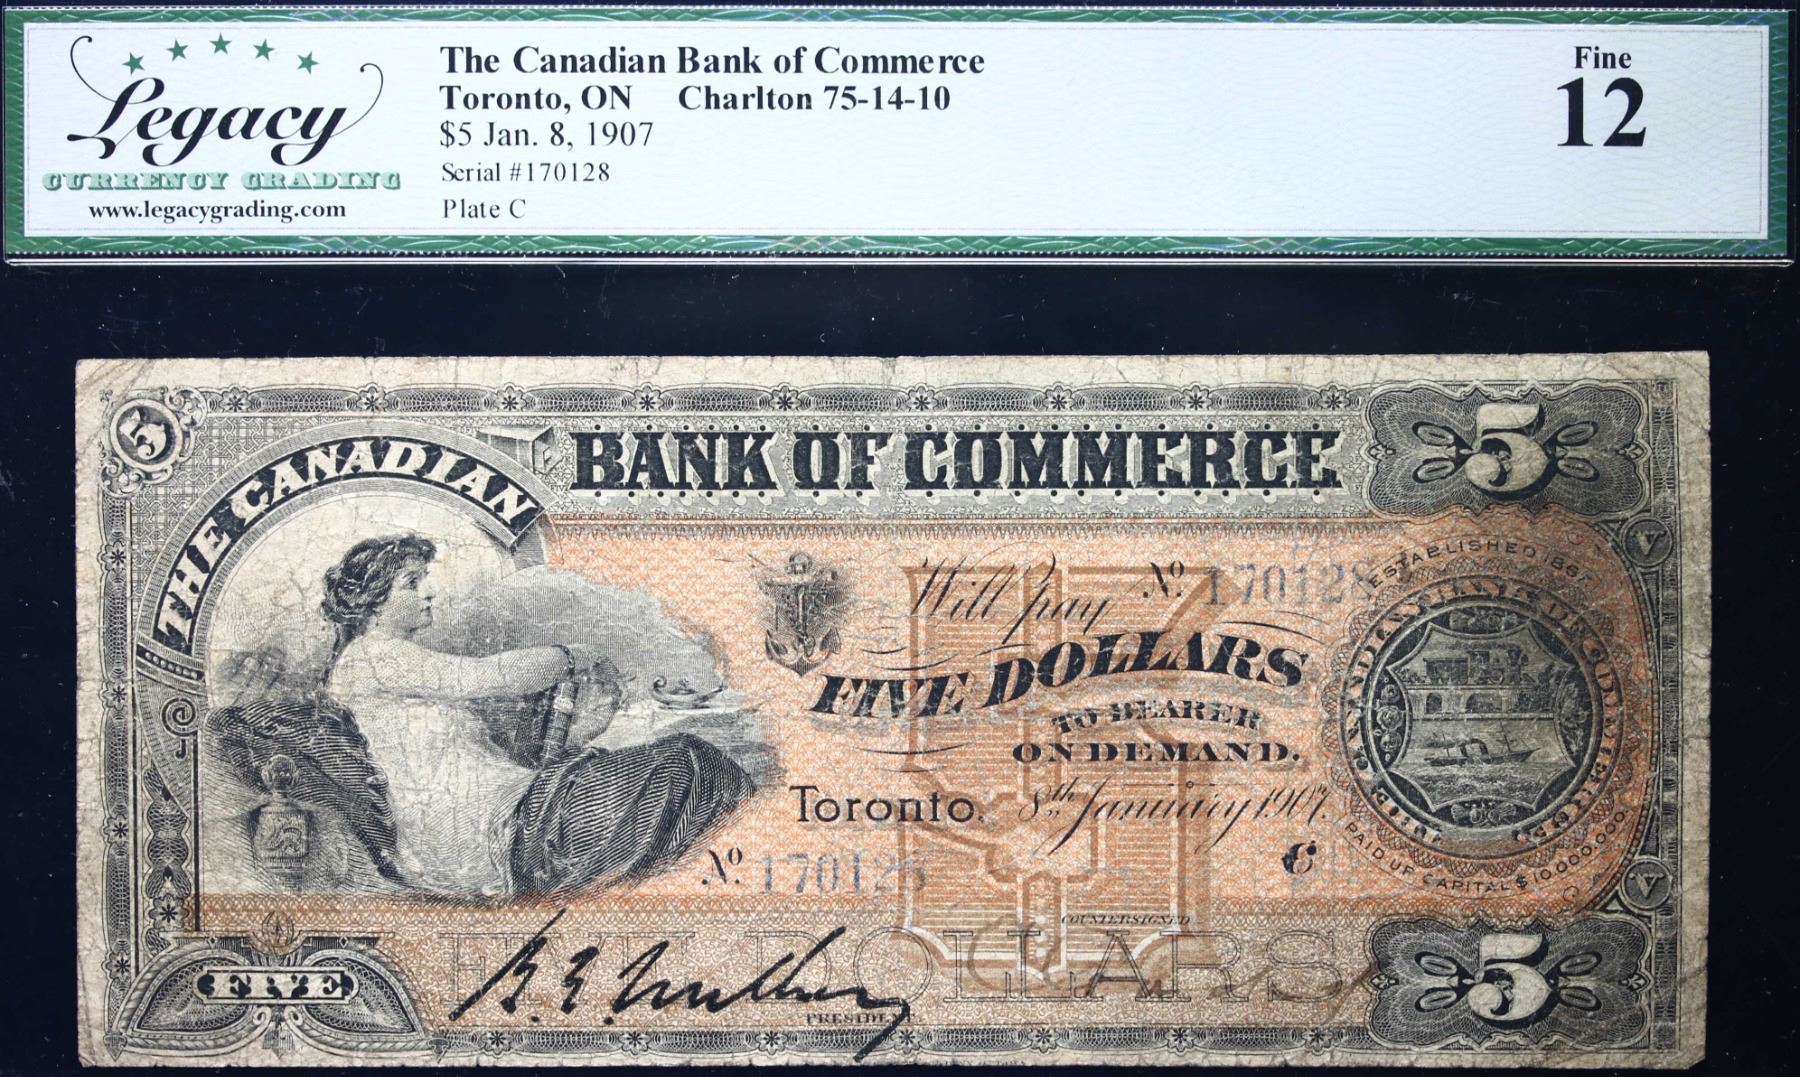 Legacy
CURRENCY GRADING
www.legacygrading.com
The Canadian Bank of Commerce
Toronto, ON Charlton 75-14-10
$5 Jan. 8, 1907
Serial #170128
Plate C
Fine
12
5
THE CANADIAN
BANK OF COMMERCE
5
V
ESTABLISHED 1867
Will pay No. 170128
FIVE DOLLARS
TO BEARER
ON DEMAND.
Toronto, 8th January 1907.
No. 170128
C
PAID UP CAPITAL $10,000,000.
V
COUNTERSIGNED
FIVE
FIVE DOLLARS
PRESIDENT
5